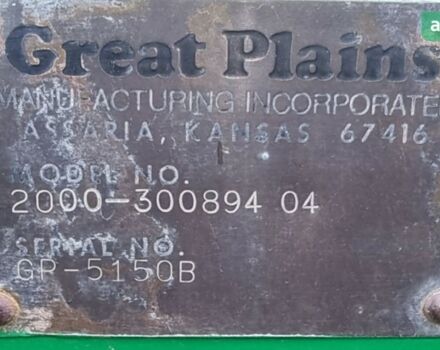 a
Great Plains
MANUFACTURING INCORPORATE
ASSARIA, KANSAS 67416
MODEL NO.
2000-300894 04
SERIAL NO.
GP-5150B